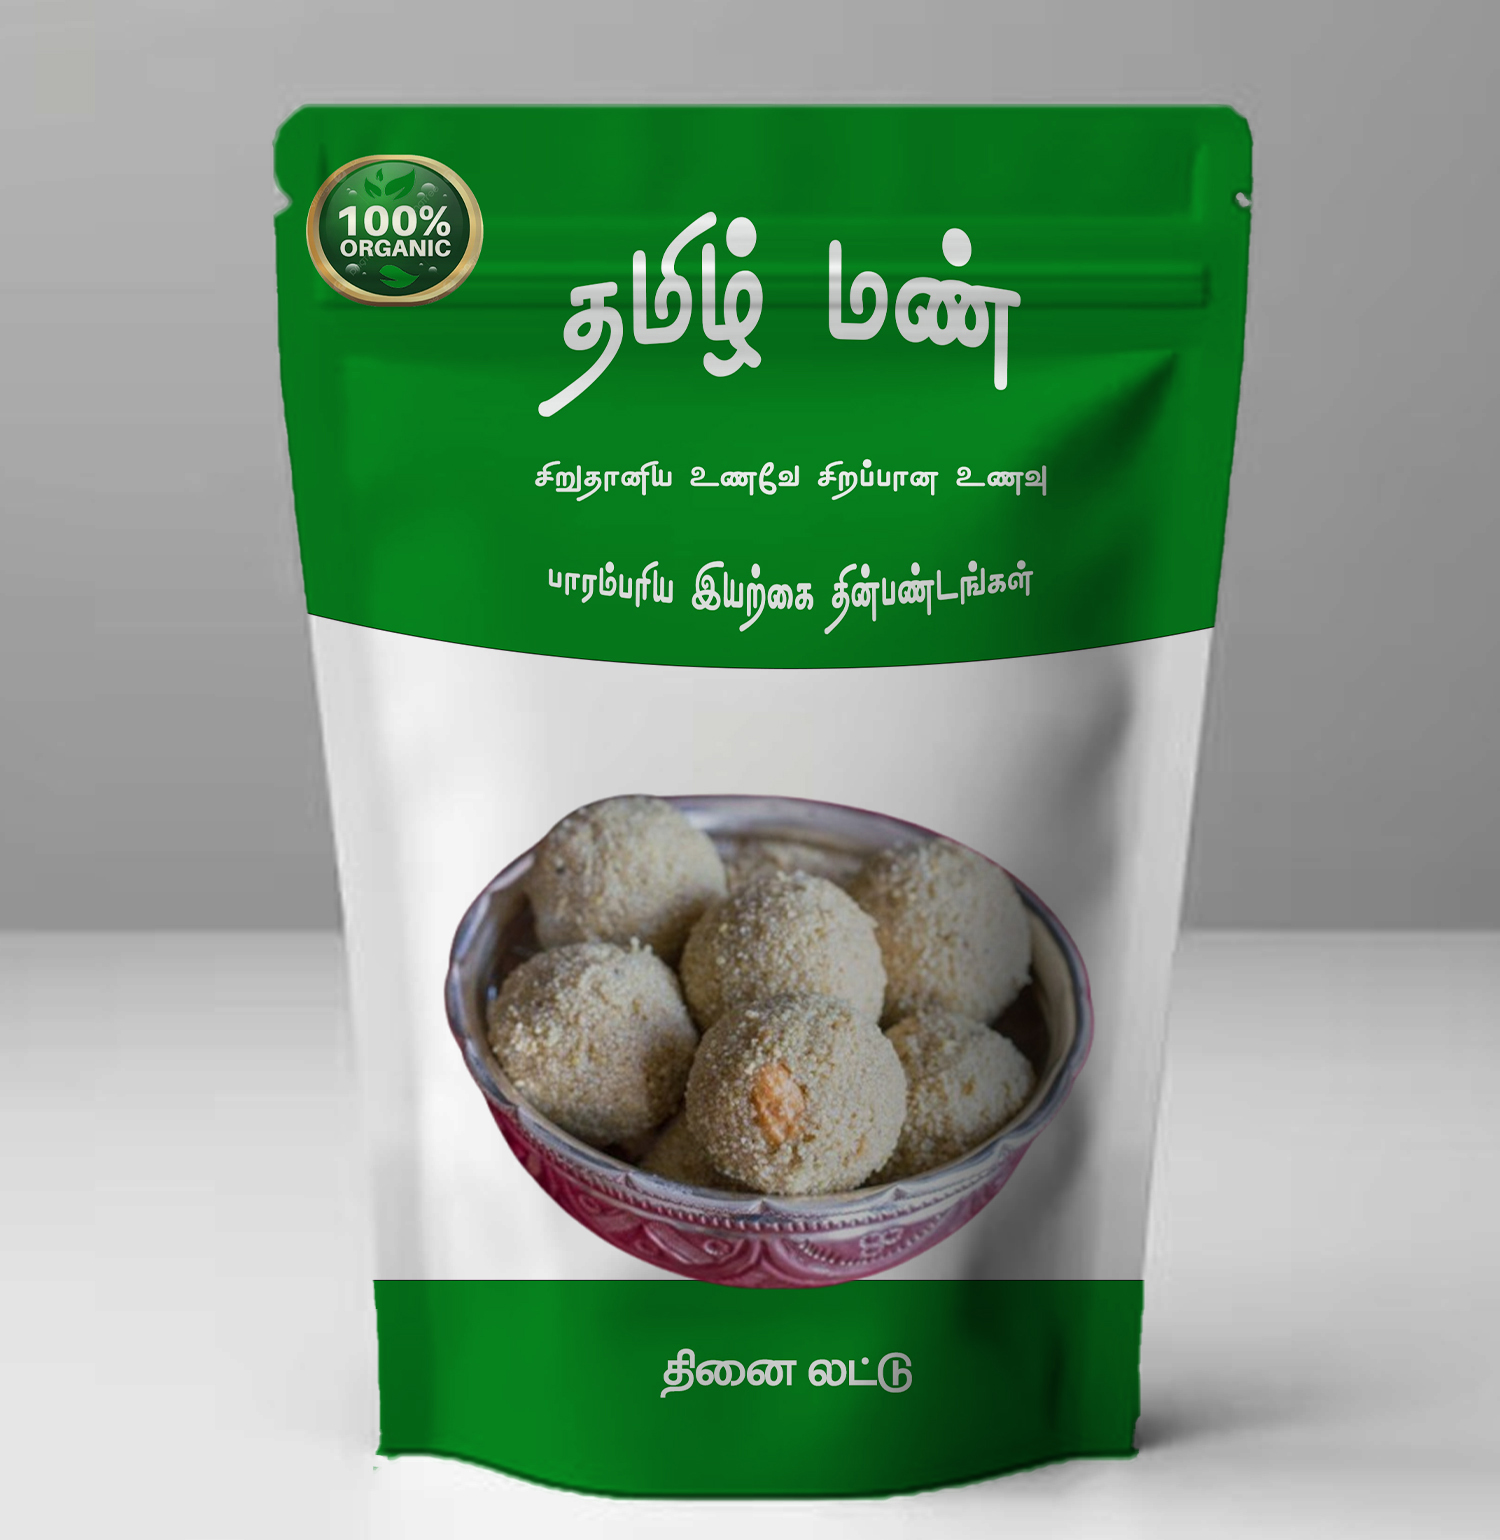 100%
ORGANIC
தமிழ் மண்
சிறுதானிய உணவே சிறப்பான உணவு
பாரம்பரிய இயற்கை தின்பண்டங்கள்
தினை லட்டு